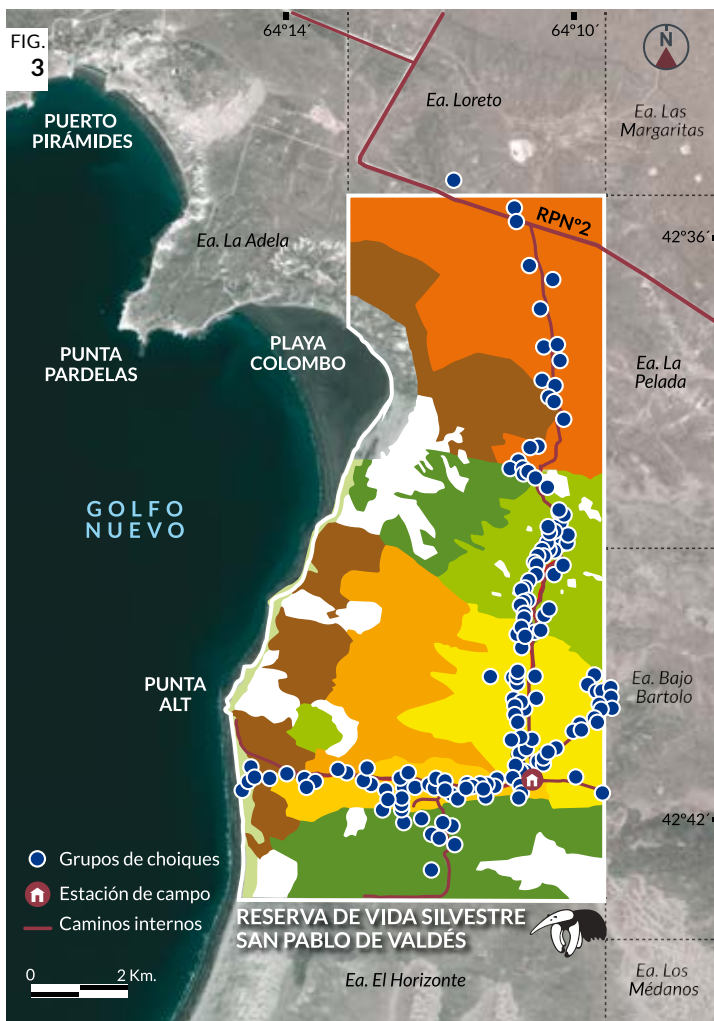 FIG.
3
64°14´
64°10´
N
Ea. Loreto
Ea. Las
Margaritas
PUERTO
PIRÁMIDES
RPNº2
42°36´
Ea. La Adela
PLAYA
COLOMBO
PUNTA
PARDELAS
Ea. La
Pelada
GOLFO
NUEVO
PUNTA
ALT
Ea. Bajo
Bartolo
42°42´
Grupos de choiques
Estación de campo
Caminos internos
RESERVA DE VIDA SILVESTRE
SAN PABLO DE VALDÉS
0
2 Km.
Ea. El Horizonte
Ea. Los
Médanos